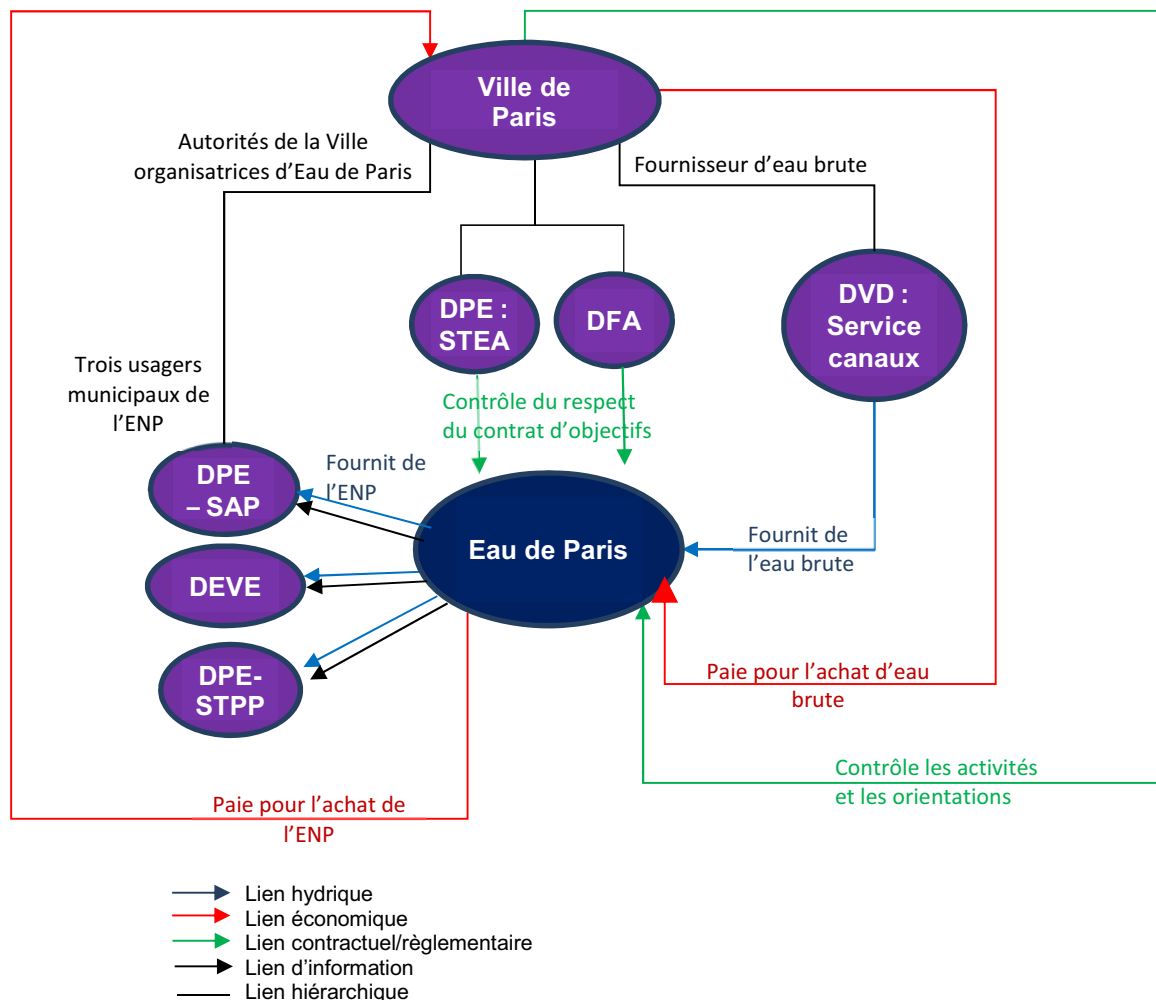 Ville de
Paris
Autorités de la Ville
organisatrices d'Eau de Paris
Fournisseur d'eau brute
DPE :
STEA
DFA
DVD :
Service
canaux
Trois usagers
municipaux de
l'ENP
Contrôle du respect
du contrat d'objectifs
DPE
– SAP
Fournit de
l'ENP
Eau de Paris
Fournit de
l'eau brute
DEVE
DPE-
STPP
Paie pour l'achat d'eau
brute
Contrôle les activités
et les orientations
Paie pour l'achat de
l'ENP
Lien hydrique
Lien économique
Lien contractuel/règlementaire
Lien d'information
Lien hiérarchique